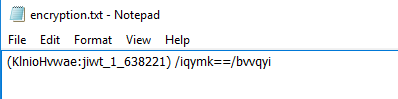 encryption.txt - Notepad
File Edit Format View Help
(KlnioHvwae:jiwt_1_638221) /iqymk==/bvvqyi